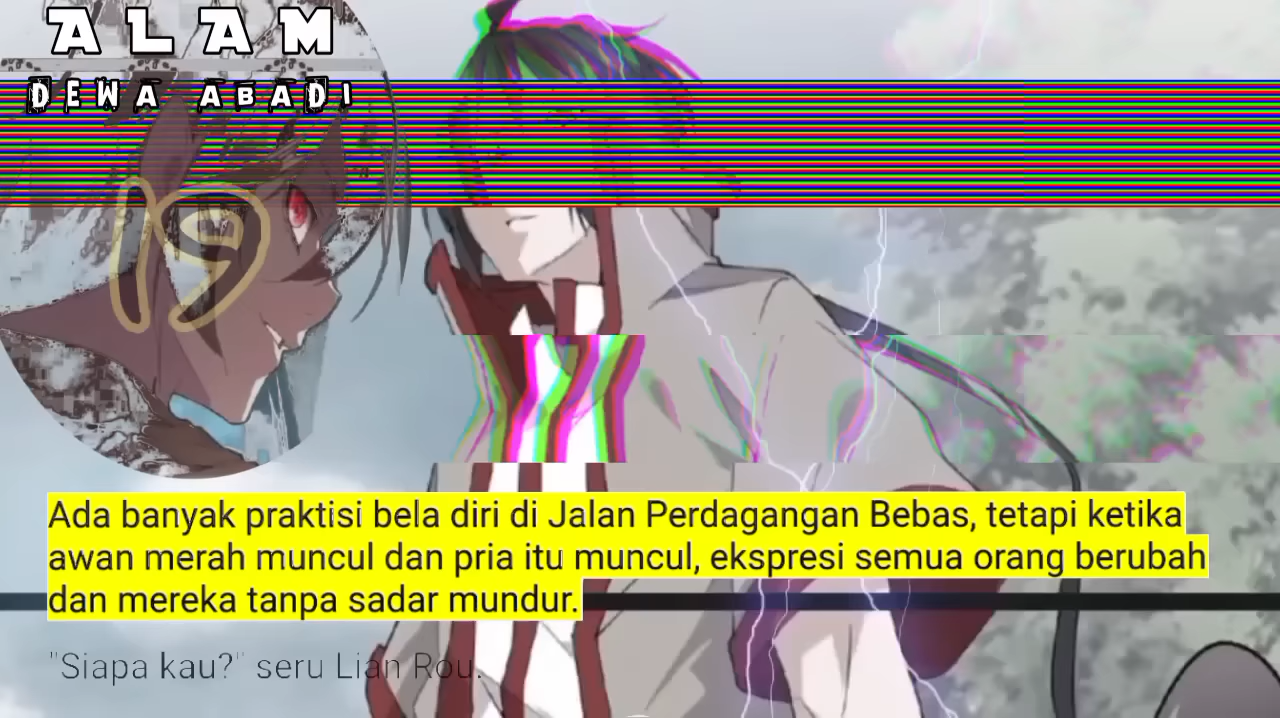 ALAM
DEWA ABADI
19
Ada banyak praktisi bela diri di Jalan Perdagangan Bebas, tetapi ketika
awan merah muncul dan pria itu muncul, ekspresi semua orang berubah
dan mereka tanpa sadar mundur.
"Siapa kau?" seru Lian Rou.